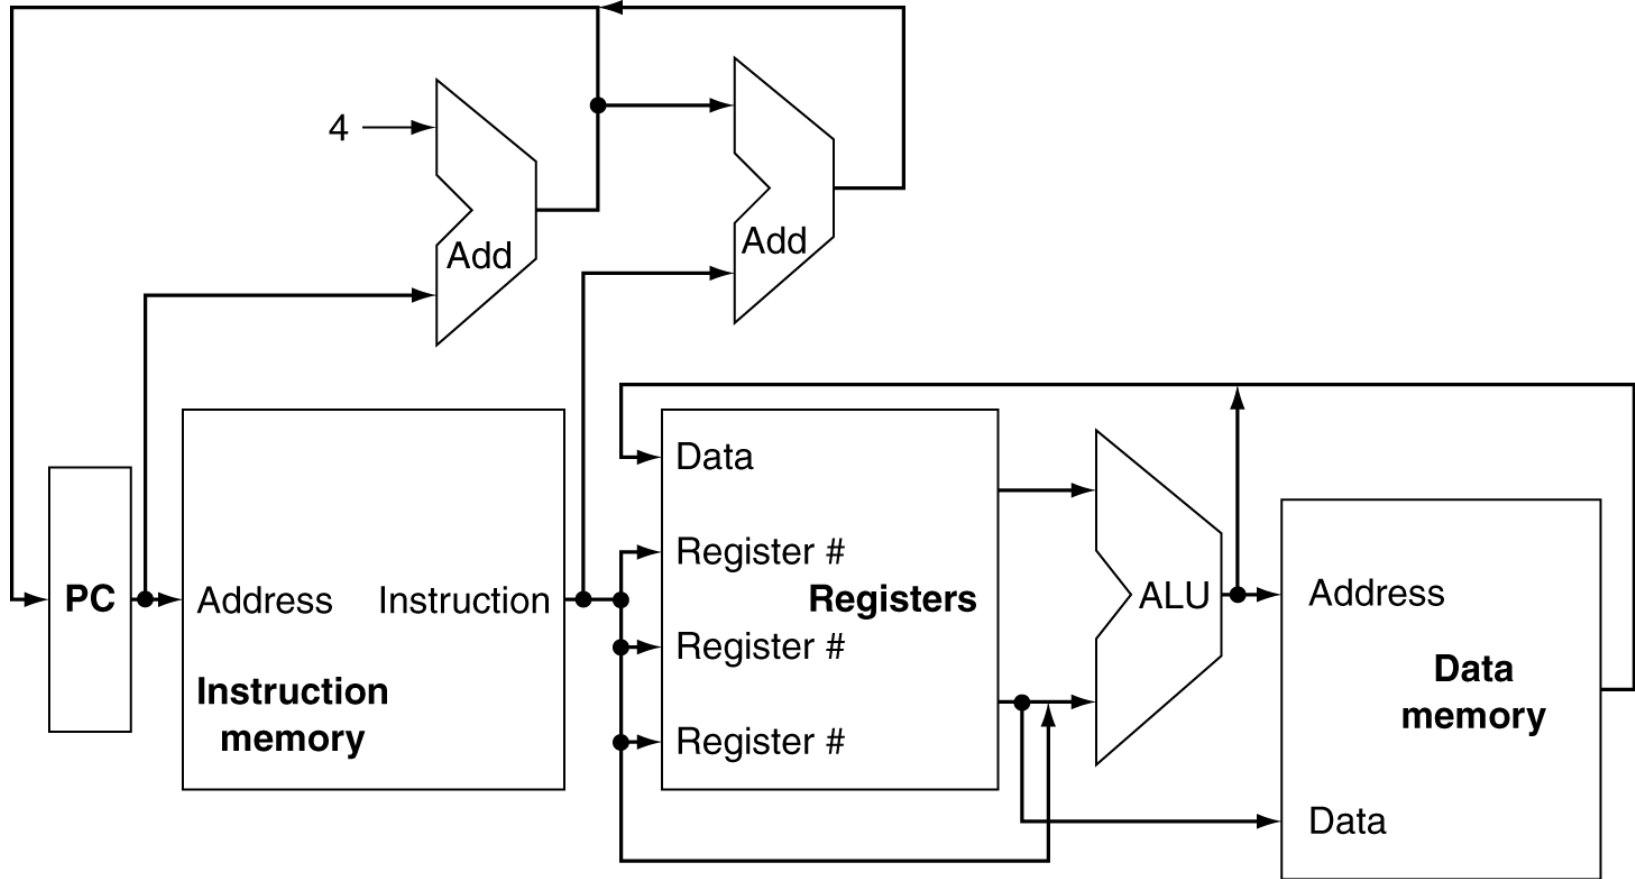 4
Add
Add
PC
Address
Instruction
Instruction
memory
Data
Register #
Register #
Register #
Registers
ALU
Address
Data
memory
Data